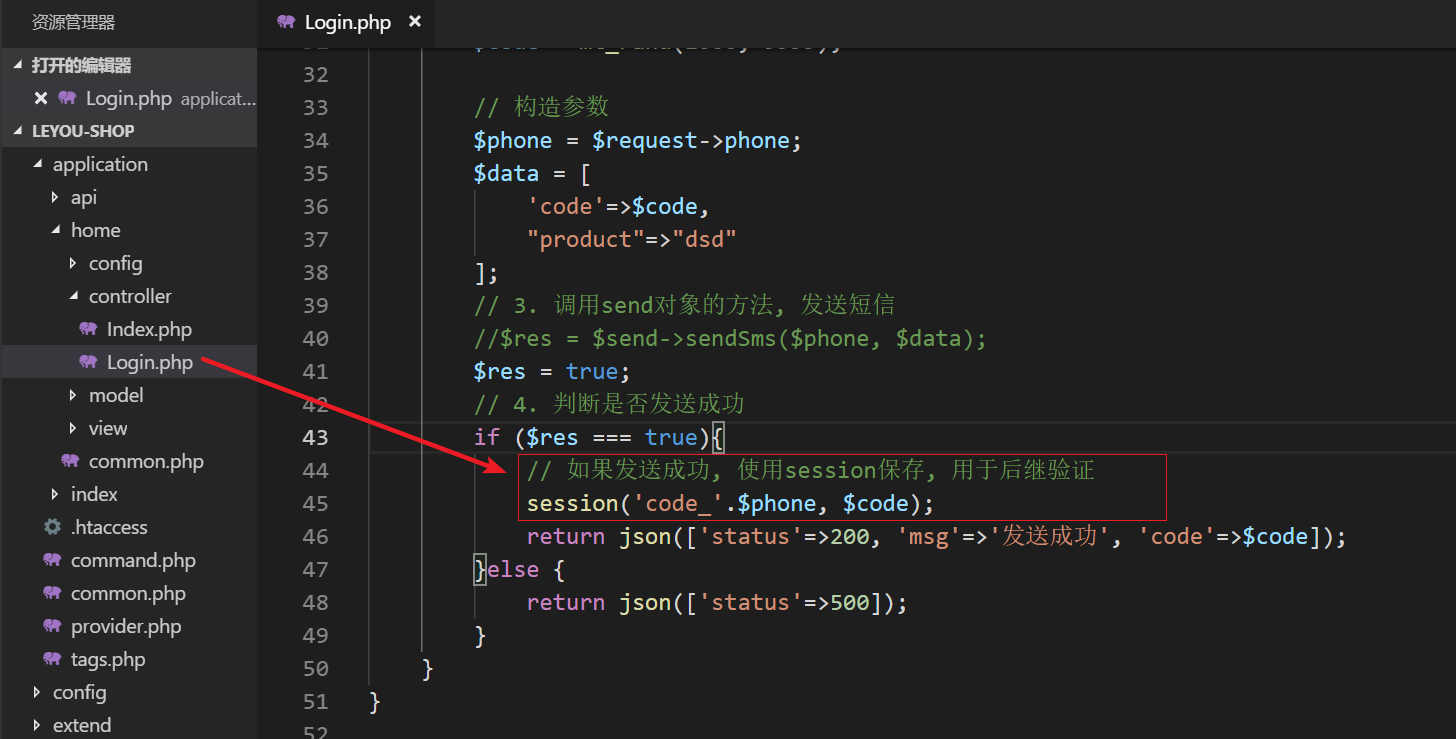 资源管理器
打开的编辑器
Login.php applicat...
LEYOU-SHOP
application
api
home
config
controller
Index.php
Login.php
model
view
common.php
index
.htaccess
command.php
common.php
provider.php
tags.php
config
extend
Login.php
32
33 // 构造参数
34 $phone = $request->phone;
35 $data = [
36 'code'=>$code,
37 "product"=>"dsd"
38 ];
39 // 3. 调用send对象的方法, 发送短信
40 //$res = $send->sendSms($phone, $data);
41 $res = true;
42 // 4. 判断是否发送成功
43 if ($res === true){
44 // 如果发送成功, 使用session保存, 用于后继验证
45 session('code_'.$phone, $code);
46 return json(['status'=>200, 'msg'=>'发送成功', 'code'=>$code]);
47 }else {
48 return json(['status'=>500]);
49 }
50 }
51 }
52